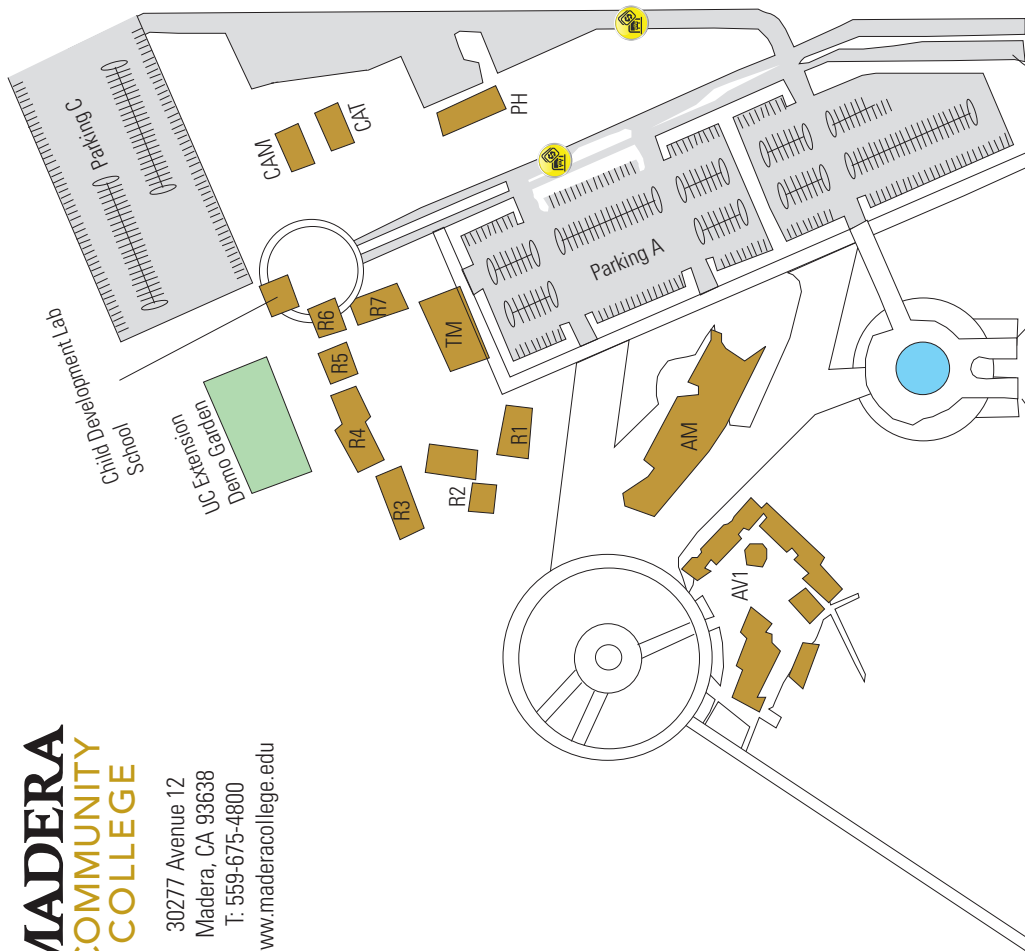 MADERA
COMMUNITY
COLLEGE
30277 Avenue 12
Madera, CA 93638
T: 559-675-4800
www.maderacollege.edu
Child Development Lab
School
UC Extension
Demo Garden
Parking C
CAM
CAT
PH
R6
R7
R5
R4
R3
R2
R1
TM
Parking A
AM
AV1
$
$